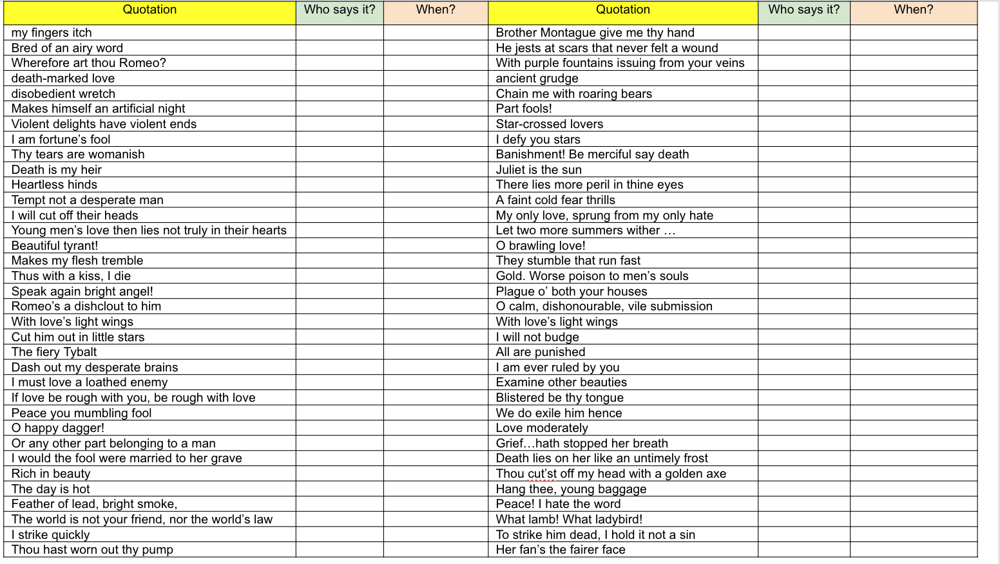 Quotation Who says it? When? Quotation Who says it? When?
my fingers itch Brother Montague give me thy hand
Bred of an airy word He jests at scars that never felt a wound
Wherefore art thou Romeo? With purple fountains issuing from your veins
death-marked love ancient grudge
disobedient wretch Chain me with roaring bears
Makes himself an artificial night Part fools!
Violent delights have violent ends Star-crossed lovers
I am fortune’s fool I defy you stars
Thy tears are womanish Banishment! Be merciful say death
Death is my heir Juliet is the sun
Heartless hinds There lies more peril in thine eyes
Tempt not a desperate man A faint cold fear thrills
I will cut off their heads My only love, sprung from my only hate
Young men’s love then lies not truly in their hearts Let two more summers wither …
Beautiful tyrant! O brawling love!
Makes my flesh tremble They stumble that run fast
Thus with a kiss, I die Gold. Worse poison to men’s souls
Speak again bright angel! Plague o’ both your houses
Romeo’s a dishclout to him O calm, dishonourable, vile submission
With love’s light wings With love’s light wings
Cut him out in little stars I will not budge
The fiery Tybalt All are punished
Dash out my desperate brains I am ever ruled by you
I must love a loathed enemy Examine other beauties
If love be rough with you, be rough with love Blistered be thy tongue
Peace you mumbling fool We do exile him hence
O happy dagger! Love moderately
Or any other part belonging to a man Grief…hath stopped her breath
I would the fool were married to her grave Death lies on her like an untimely frost
Rich in beauty Thou cut’st off my head with a golden axe
The day is hot Hang thee, young baggage
Feather of lead, bright smoke, Peace! I hate the word
The world is not your friend, nor the world’s law What lamb! What ladybird!
I strike quickly To strike him dead, I hold it not a sin
Thou hast worn out thy pump Her fan’s the fairer face